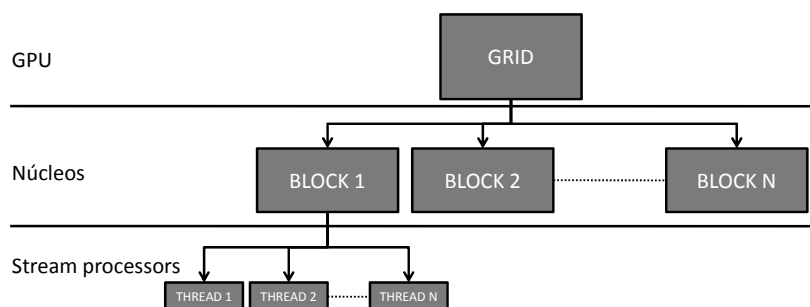 GPU
GRID
Núcleos
BLOCK 1
BLOCK 2
BLOCK N
Stream processors
THREAD 1
THREAD 2
THREAD N